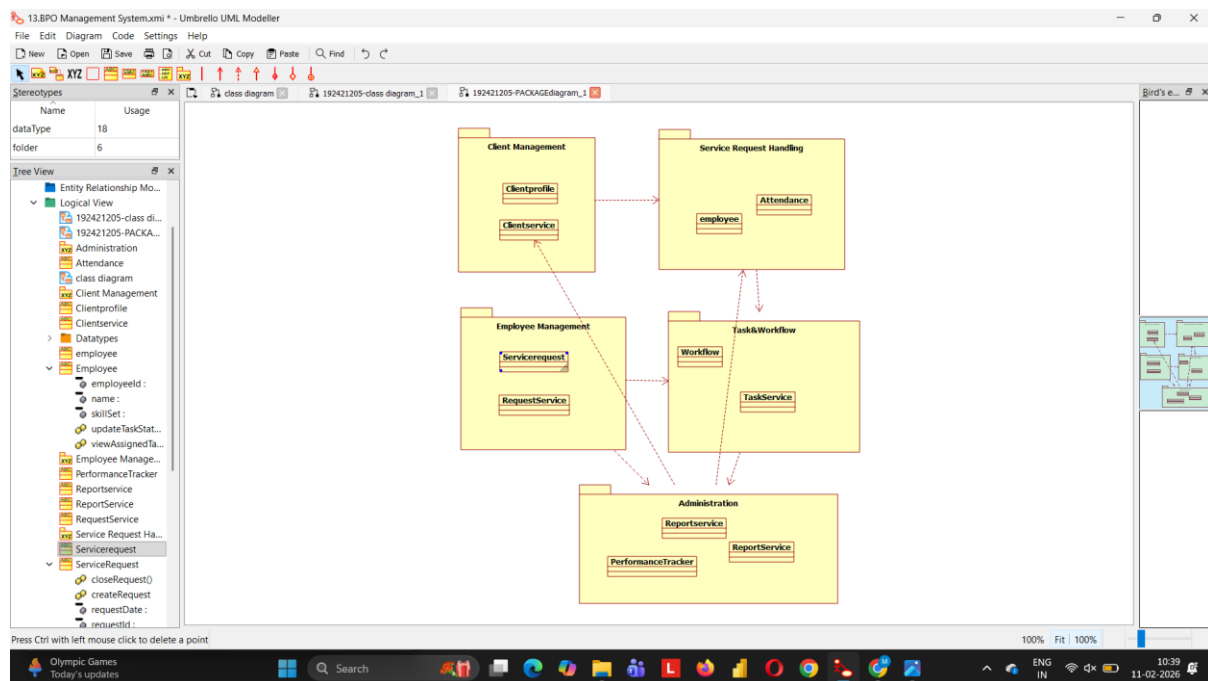 13.BPO Management System.xmi * - Umbrello UML Modeller
File Edit Diagram Code Settings Help
New Open Save Cut Copy Paste Find
XYZ
Stereotypes
Name Usage
dataType 18
folder 6
Tree View
Entity Relationship Mo...
Logical View
192421205-class di...
192421205-PACKA...
Administration
Attendance
class diagram
Client Management
Clientprofile
Clientservice
Datatypes
employee
Employee
employeeId :
name :
skillSet :
updateTaskStat...
viewAssignedTa...
Employee Manage...
PerformanceTracker
Reportservice
ReportService
RequestService
Service Request Ha...
Servicerequest
ServiceRequest
closeRequest()
createRequest
requestDate :
requestId :
class diagram 192421205-class diagram_1 192421205-PACKAGEdiagram_1
Client Management
Clientprofile
Clientservice
Service Request Handling
Attendance
employee
Employee Management
Servicerequest
RequestService
Task&Workflow
Workflow
TaskService
Administration
Reportservice
ReportService
PerformanceTracker
Bird's e...
Press Ctrl with left mouse click to delete a point
100% Fit 100%
Olympic Games
Today's updates
Search
ENG
IN
10:39
11-02-2026